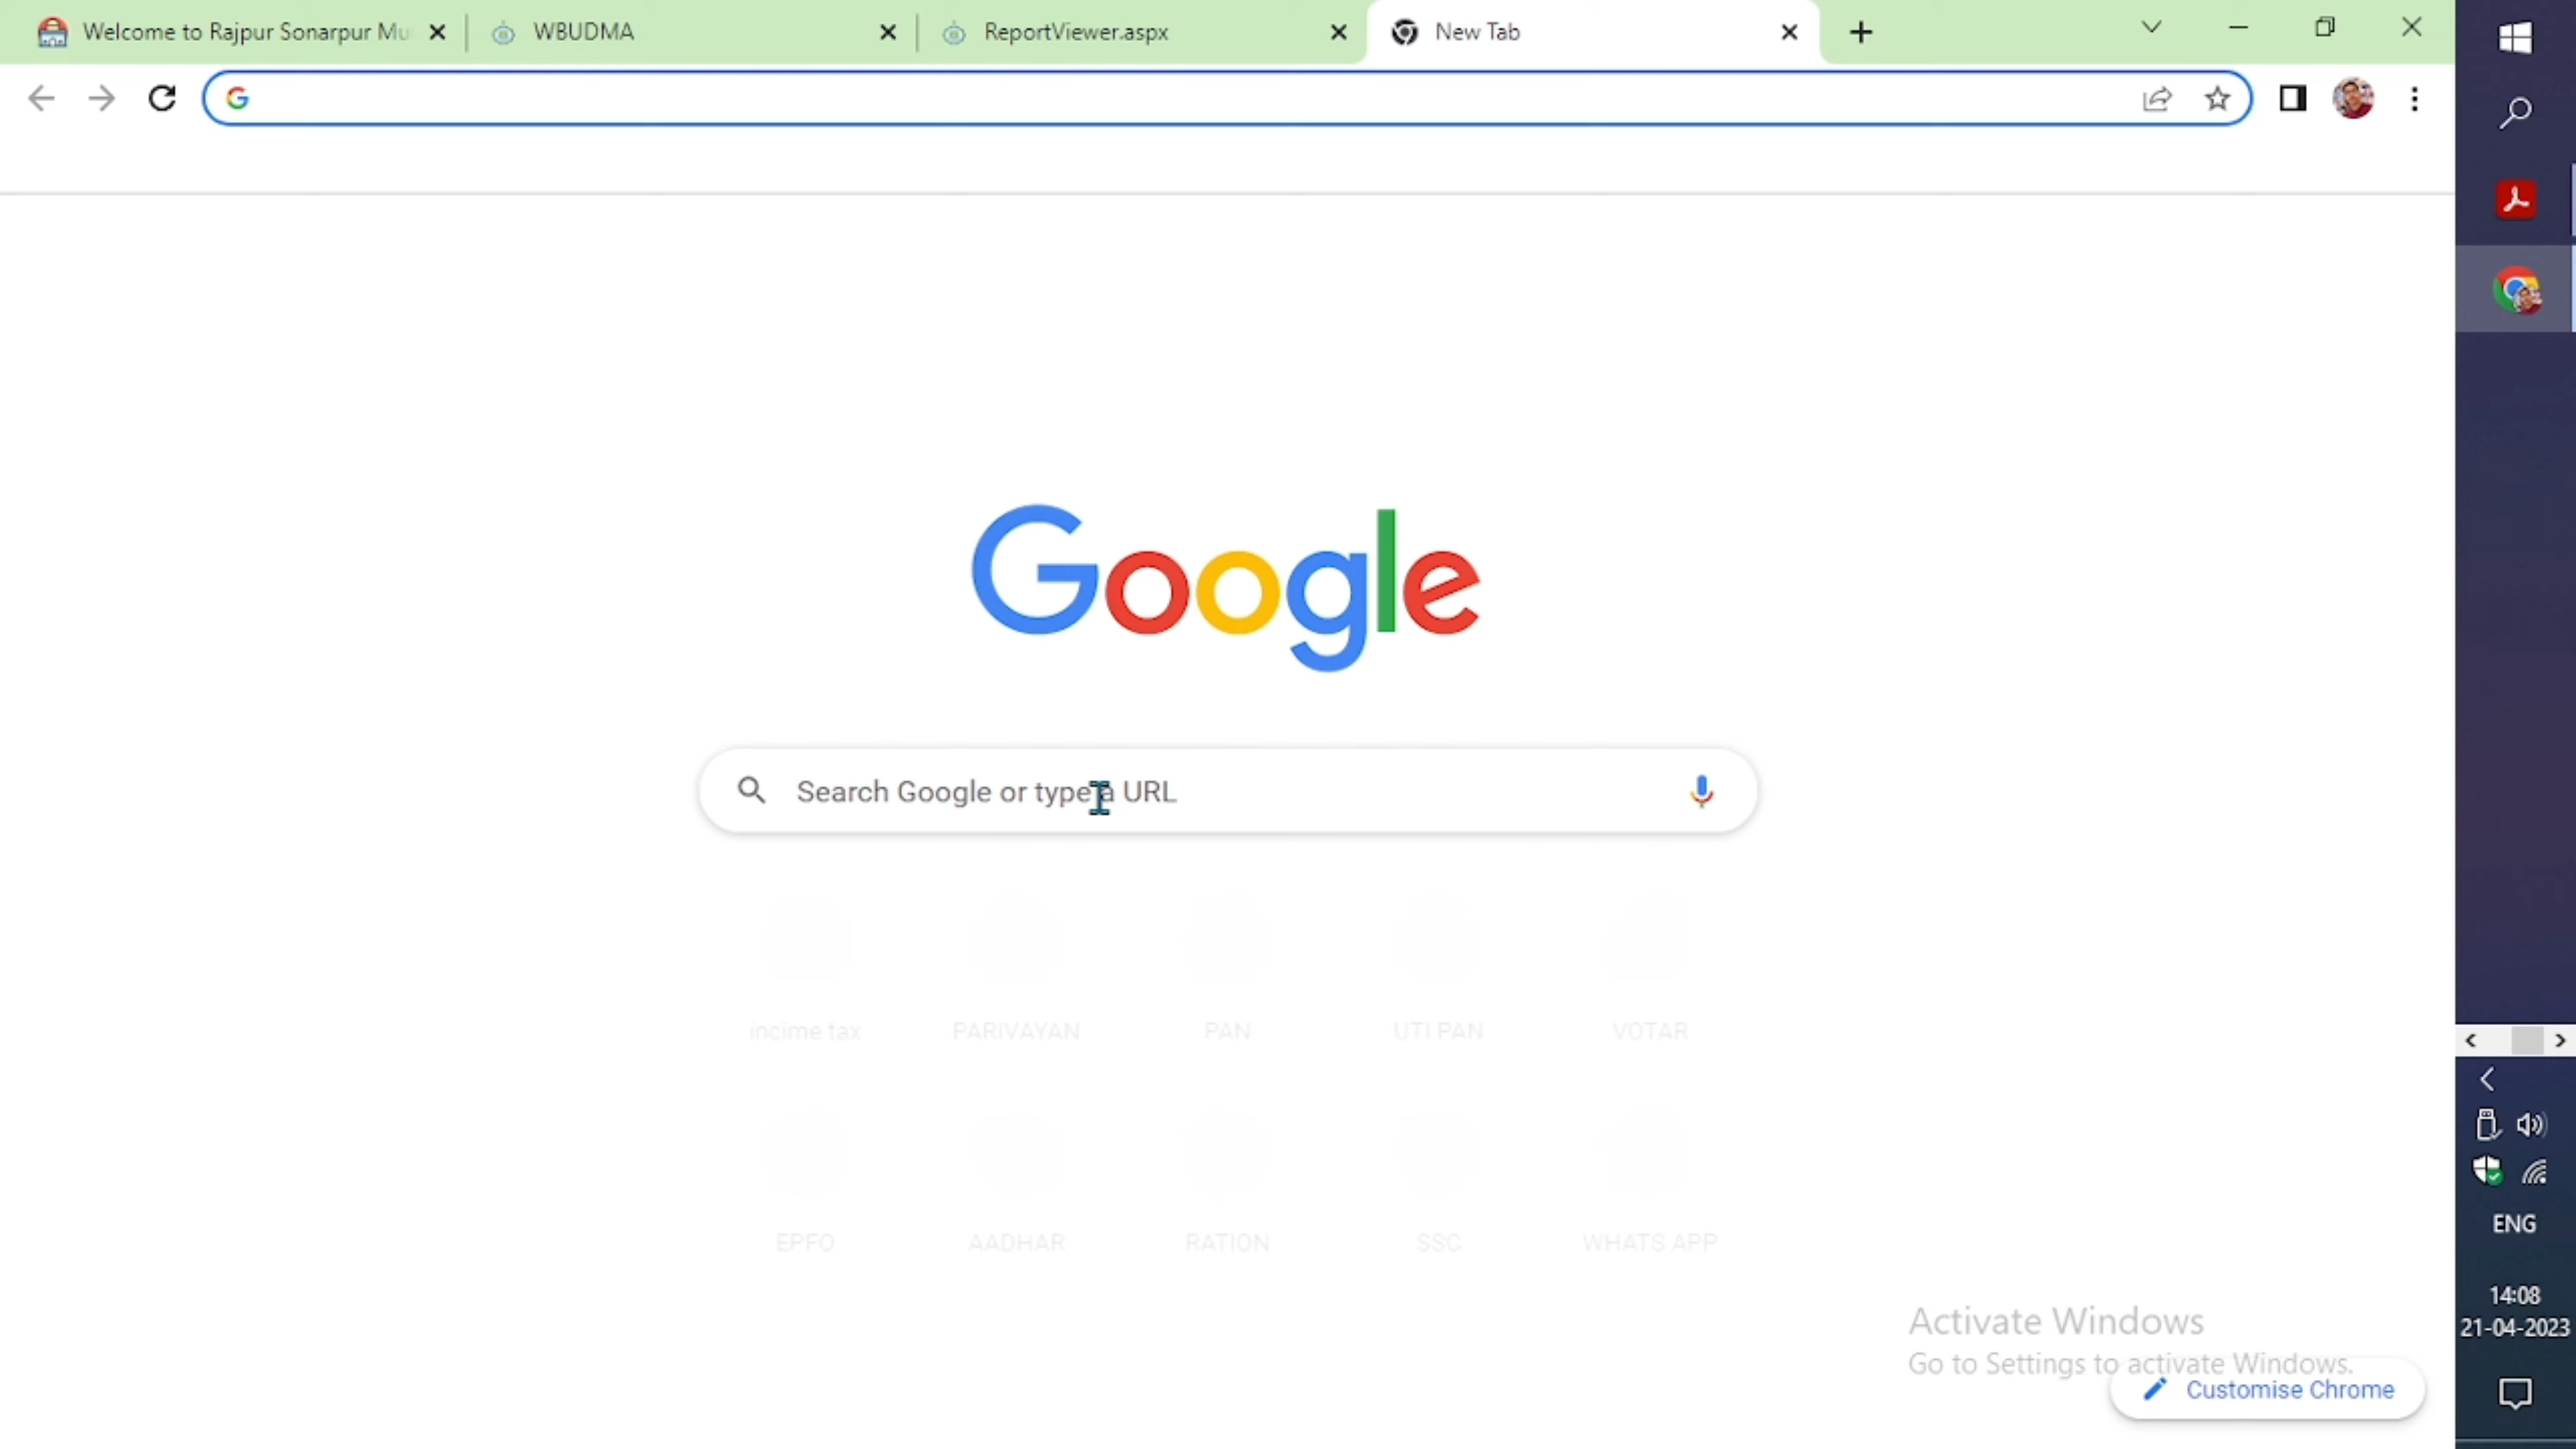 Welcome to Rajpur Sonarpur Mu
WBUDMA
ReportViewer.aspx
New Tab
Google
Search Google or type a URL
incime tax
PARIVAYAN
PAN
UTI PAN
VOTAR
EPFO
AADHAR
RATION
SSC
WHATS APP
Activate Windows
Go to Settings to activate Windows.
Customise Chrome
ENG
14:08
21-04-2023